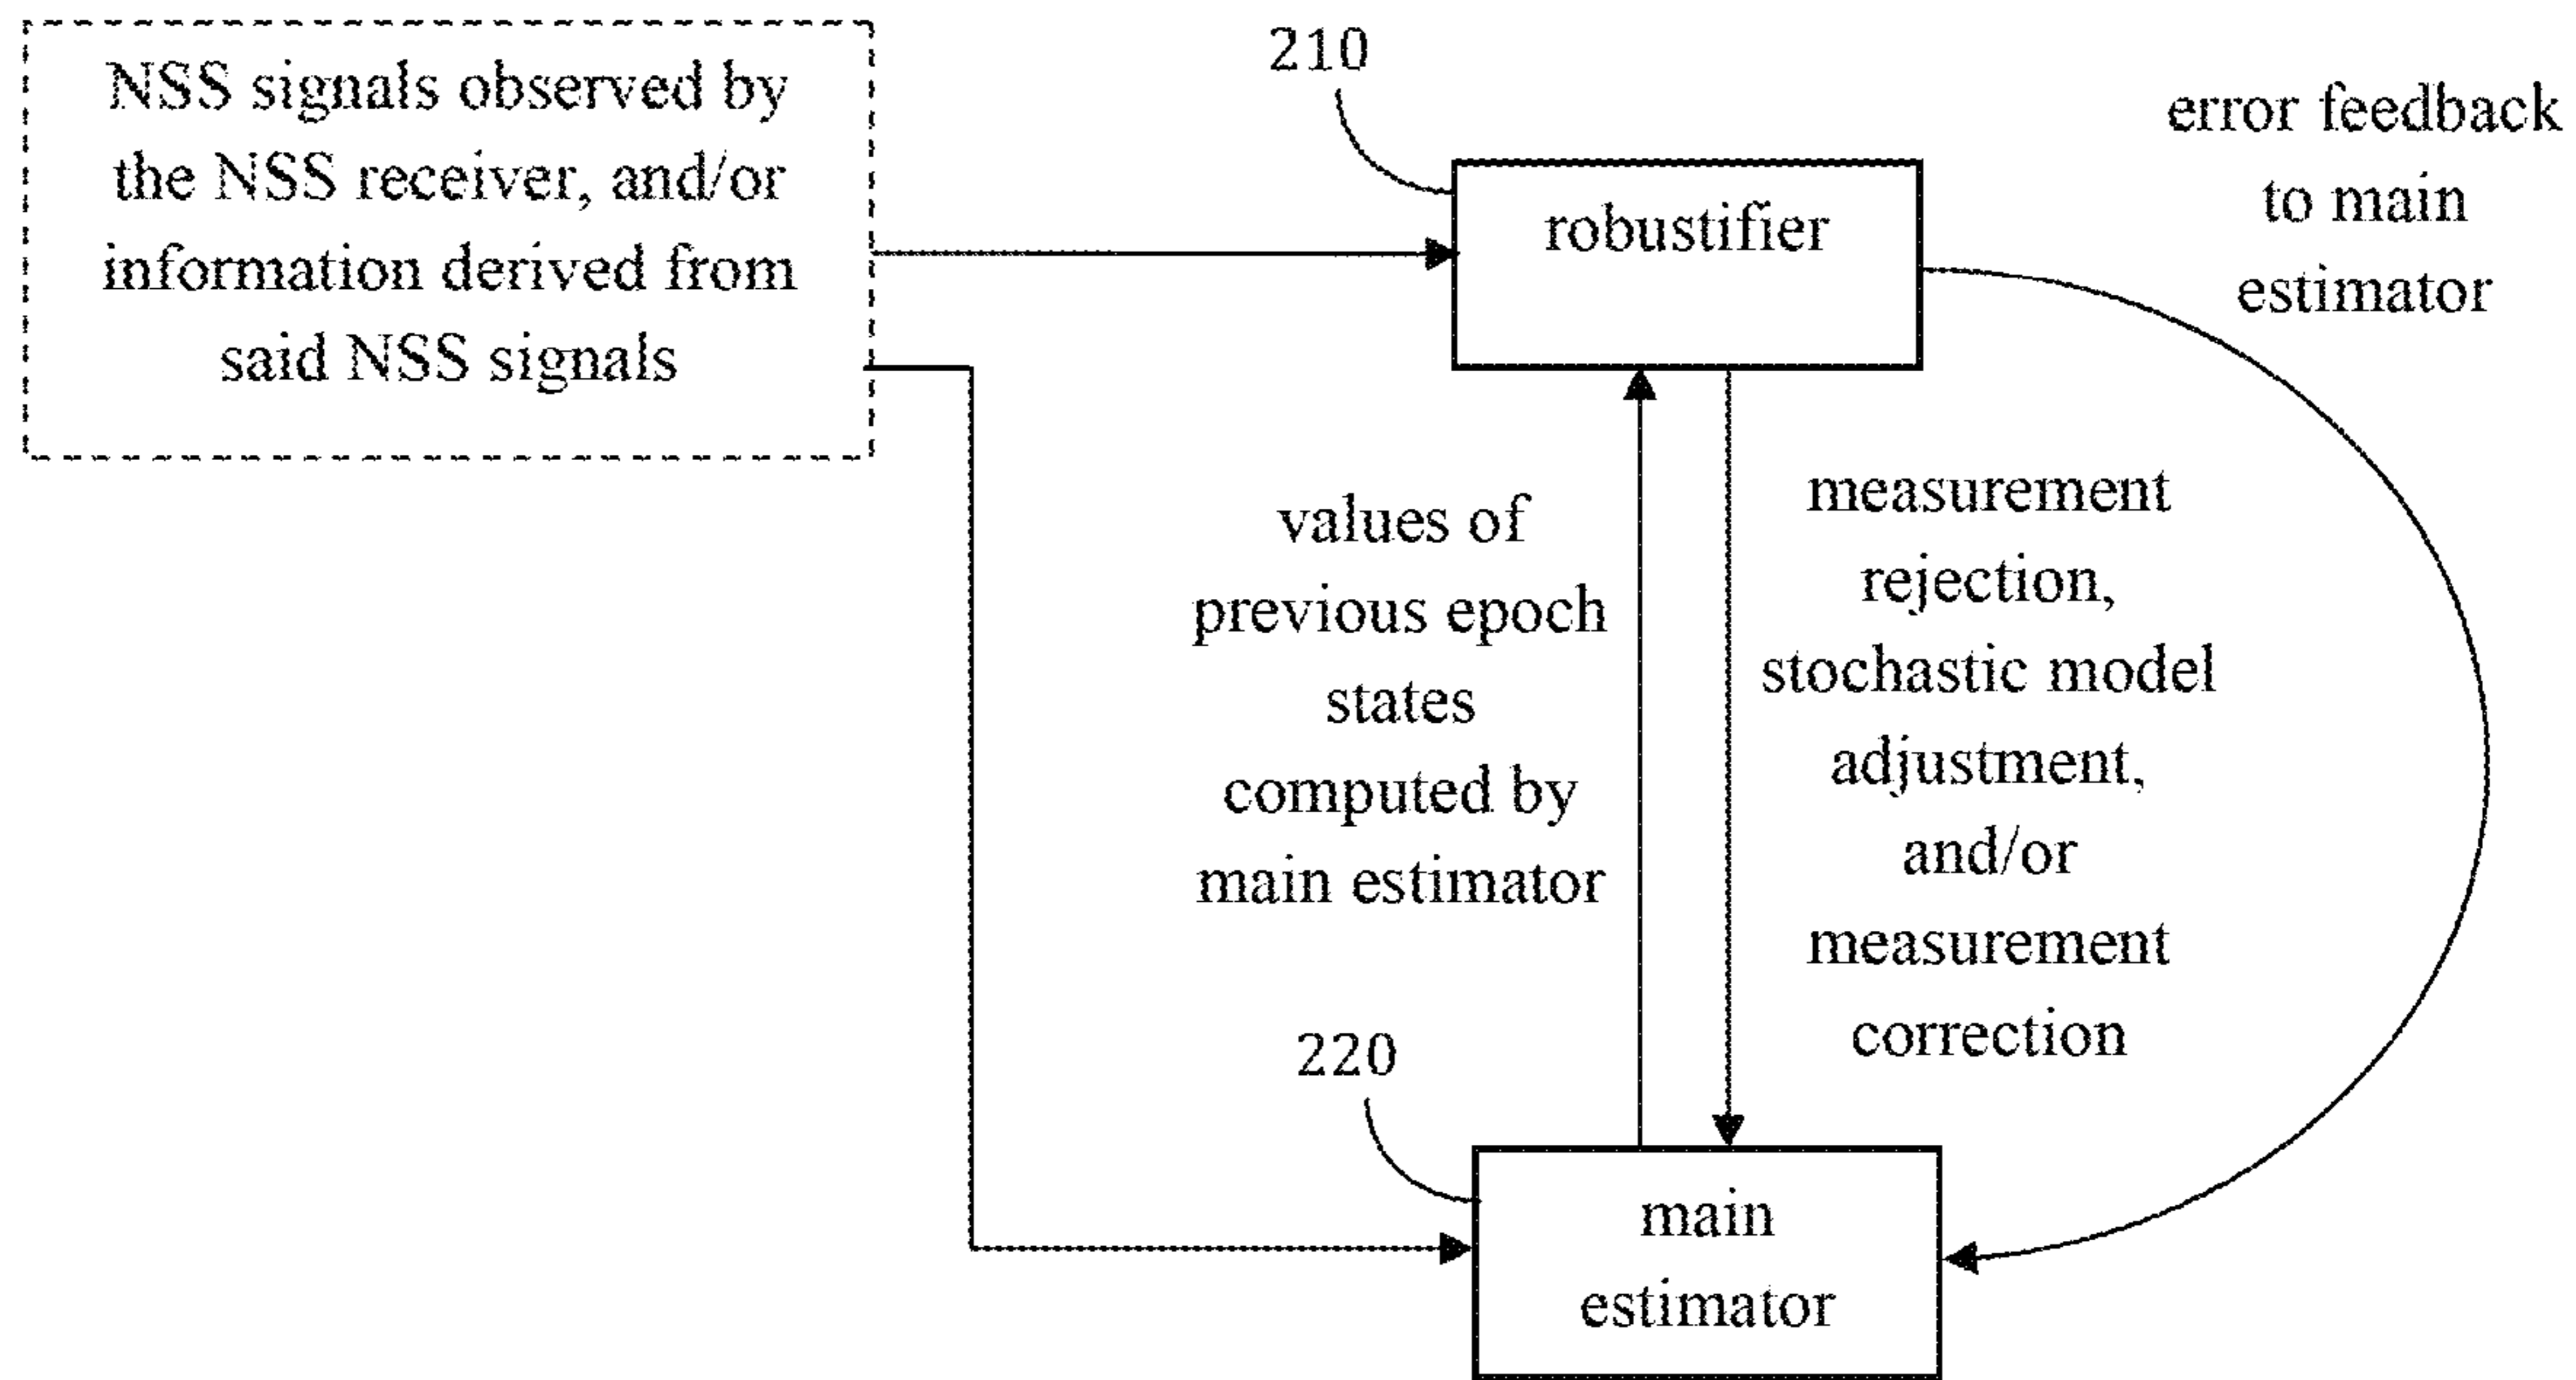 NSS signals observed by
the NSS receiver, and/or
information derived from
said NSS signals
210
robustifier
error feedback
to main
estimator
values of
previous epoch
states
computed by
main estimator
measurement
rejection,
stochastic model
adjustment,
and/or
measurement
correction
220
main
estimator